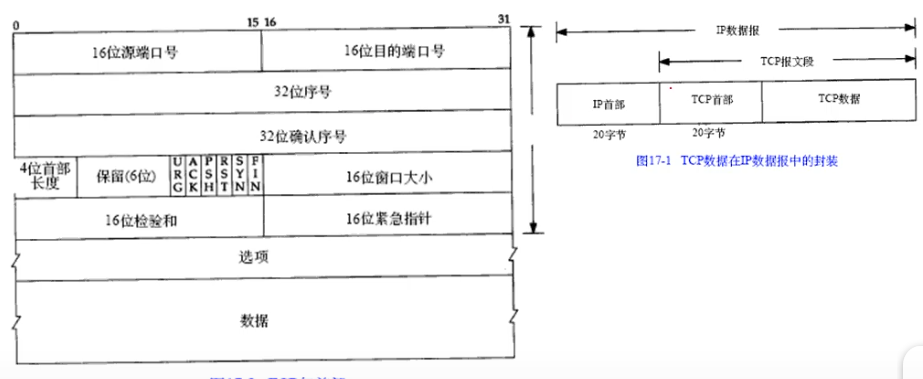 0 15 16 31
16位源端口号 16位目的端口号
32位序号
32位确认序号
4位首部
长度
保留(6位)
URG ACK PSH RST SYN FIN
16位窗口大小
16位检验和 16位紧急指针
选项
数据
IP数据报
TCP报文段
IP首部 TCP首部 TCP数据
20字节 20字节
图17-1 TCP数据在IP数据报中的封装